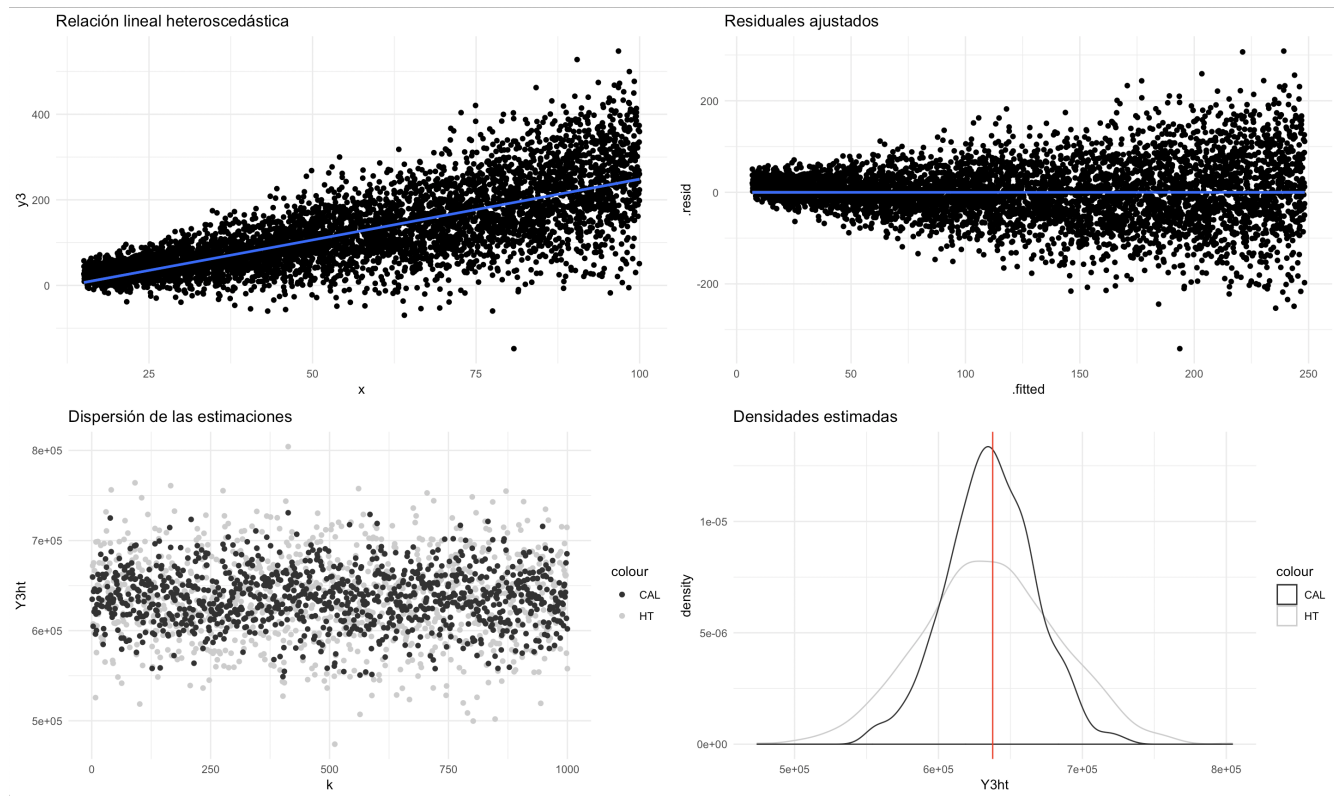 Relación lineal heteroscedástica
400
200
0
y3
25
50
75
100
x
Residuales ajustados
200
0
-200
.resid
0
50
100
150
200
250
.fitted
Dispersión de las estimaciones
8e+05
7e+05
6e+05
5e+05
Y3ht
0
250
500
750
1000
k
colour
CAL
HT
Densidades estimadas
1e-05
5e-06
0e+00
density
5e+05
6e+05
7e+05
8e+05
Y3ht
colour
CAL
HT